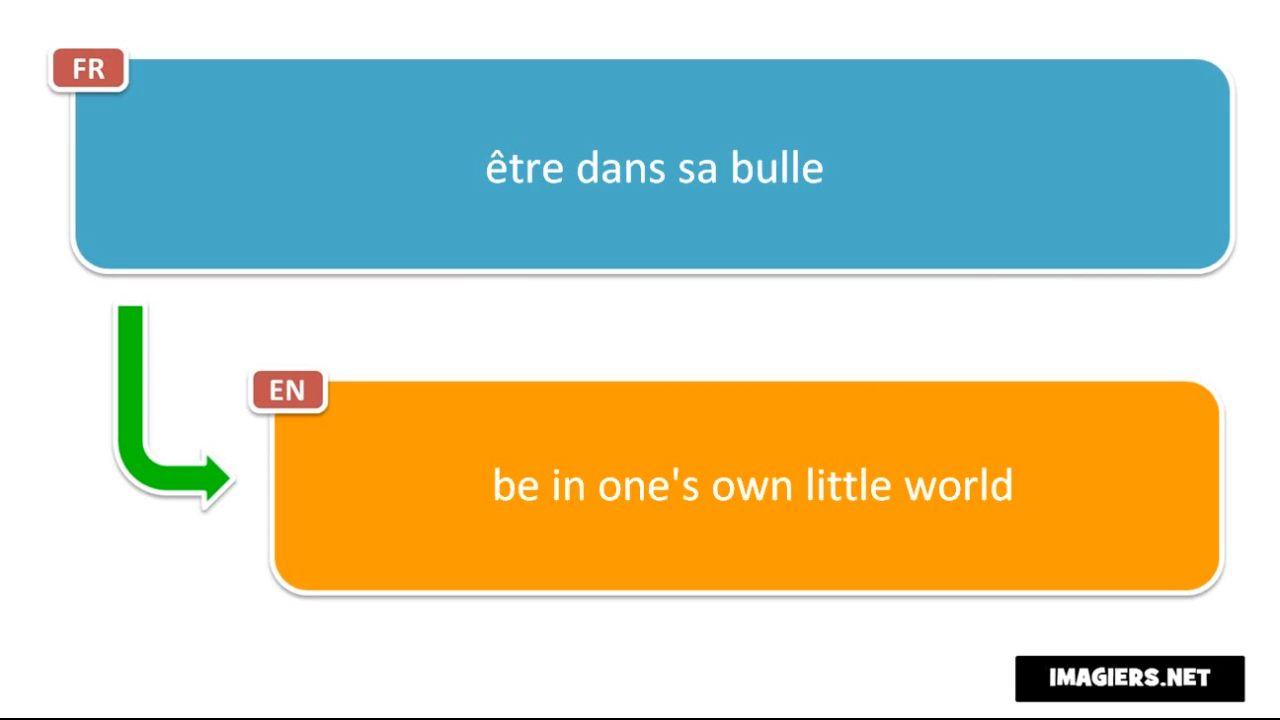 FR
être dans sa bulle
EN
be in one's own little world
IMAGIERS.NET